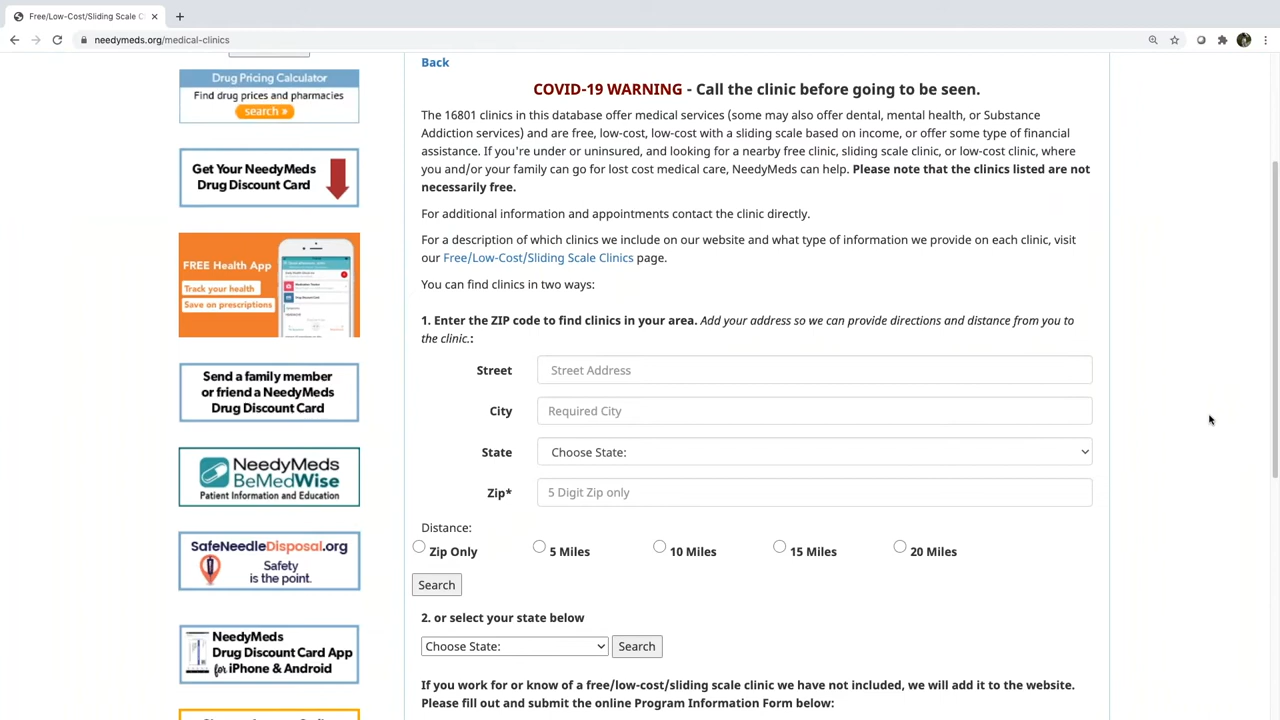 Free/Low-Cost/Sliding Scale C
needymeds.org/medical-clinics
Drug Pricing Calculator
Find drug prices and pharmacies
search »
Get Your NeedyMeds
Drug Discount Card
FREE Health App
Track your health
Save on prescriptions
Send a family member
or friend a NeedyMeds
Drug Discount Card
NeedyMeds
BeMedWise
Patient Information and Education
SafeNeedleDisposal.org
Safety
is the point.
NeedyMeds
Drug Discount Card App
for iPhone & Android
Back
COVID-19 WARNING - Call the clinic before going to be seen.
The 16801 clinics in this database offer medical services (some may also offer dental, mental health, or Substance
Addiction services) and are free, low-cost, low-cost with a sliding scale based on income, or offer some type of financial
assistance. If you're under or uninsured, and looking for a nearby free clinic, sliding scale clinic, or low-cost clinic, where
you and/or your family can go for lost cost medical care, NeedyMeds can help. Please note that the clinics listed are not
necessarily free.
For additional information and appointments contact the clinic directly.
For a description of which clinics we include on our website and what type of information we provide on each clinic, visit
our Free/Low-Cost/Sliding Scale Clinics page.
You can find clinics in two ways:
1. Enter the ZIP code to find clinics in your area. Add your address so we can provide directions and distance from you to
the clinic.:
Street Street Address
City Required City
State Choose State:
Zip* 5 Digit Zip only
Distance:
Zip Only 5 Miles 10 Miles 15 Miles 20 Miles
Search
2. or select your state below
Choose State: Search
If you work for or know of a free/low-cost/sliding scale clinic we have not included, we will add it to the website.
Please fill out and submit the online Program Information Form below: